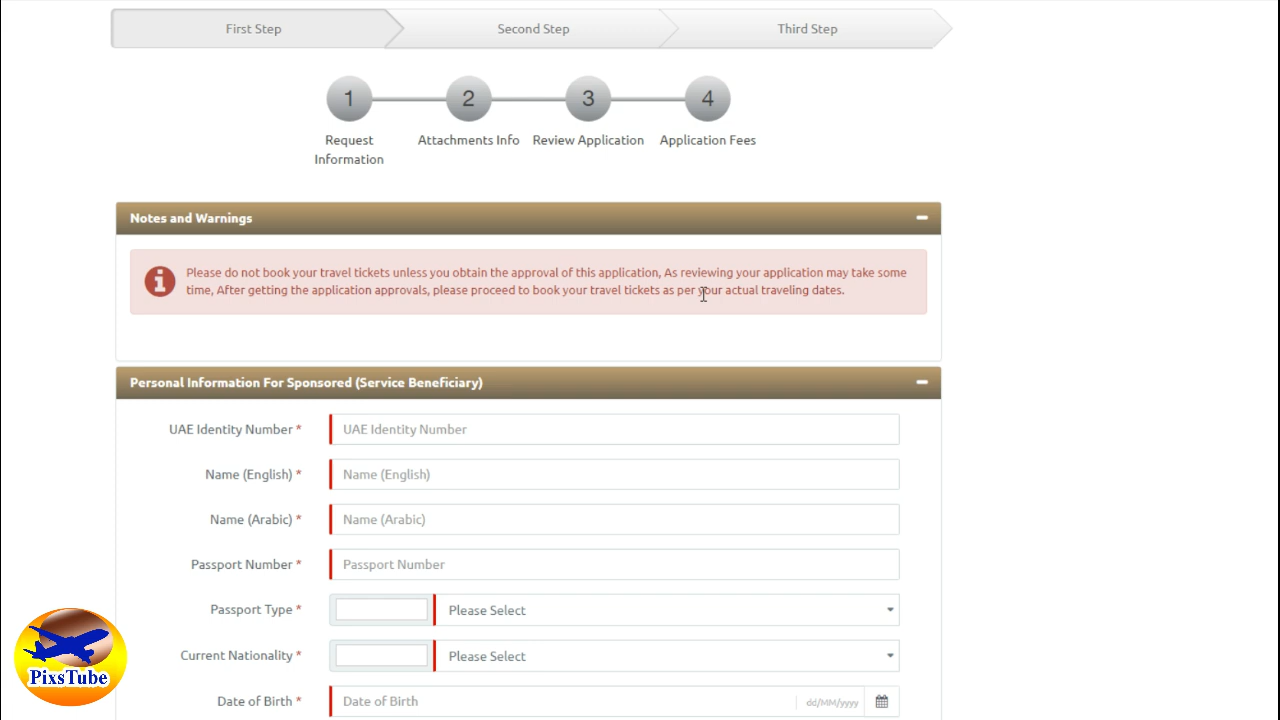 First Step
Second Step
Third Step
1
2
3
4
Request
Information
Attachments Info
Review Application
Application Fees
Notes and Warnings
Please do not book your travel tickets unless you obtain the approval of this application, As reviewing your application may take some
time, After getting the application approvals, please proceed to book your travel tickets as per your actual traveling dates.
Personal Information For Sponsored (Service Beneficiary)
UAE Identity Number * UAE Identity Number
Name (English) * Name (English)
Name (Arabic) * Name (Arabic)
Passport Number * Passport Number
Passport Type * Please Select
Current Nationality * Please Select
Date of Birth * Date of Birth dd/MM/yyyy
PixsTube